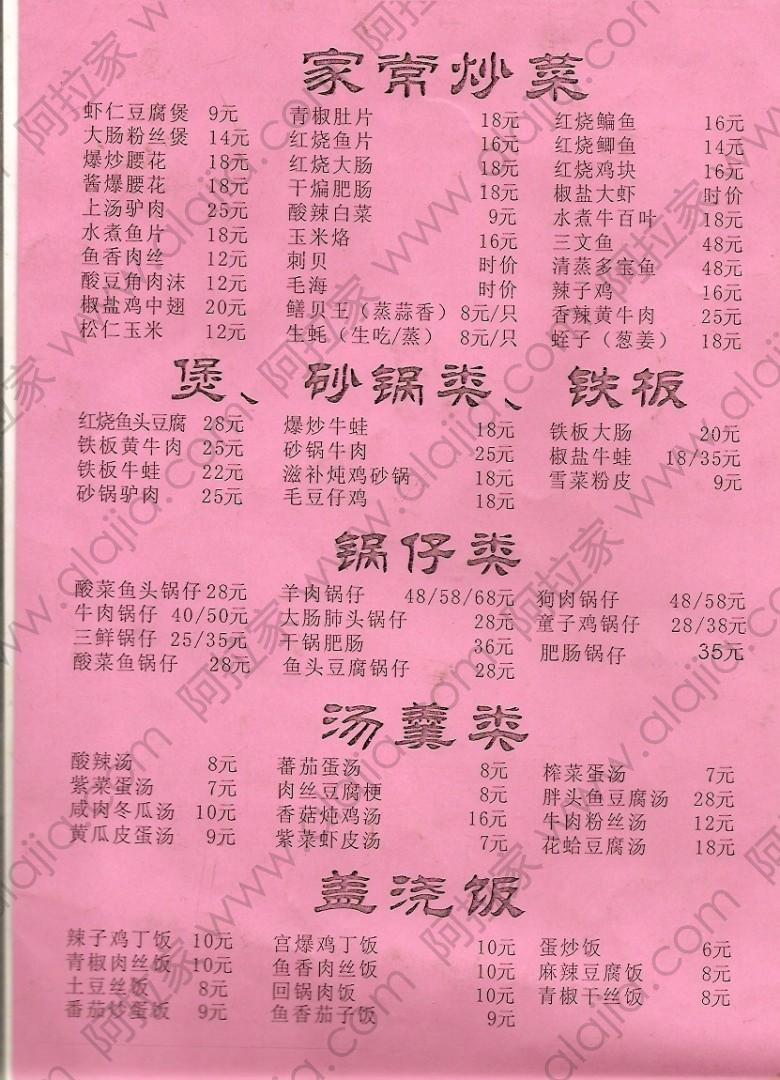 家常炒菜
虾仁豆腐煲 9元
大肠粉丝煲 14元
爆炒腰花 18元
酱爆腰花 18元
上汤驴肉 25元
水煮鱼片 18元
鱼香肉丝 12元
酸豆角肉沫 12元
椒盐鸡中翅 20元
松仁玉米 12元
青椒肚片 18元
红烧鱼片 16元
红烧大肠 18元
干煸肥肠 18元
酸辣白菜 9元
玉米烙 16元
刺贝 时价
毛海 时价
鳝贝王（蒸蒜香） 8元/只
生蚝（生吃/蒸） 8元/只
红烧鳊鱼 16元
红烧鲫鱼 14元
红烧鸡块 16元
椒盐大虾 时价
水煮牛百叶 18元
三文鱼 48元
清蒸多宝鱼 48元
辣子鸡 16元
香辣黄牛肉 25元
蛏子（葱姜） 18元
煲、砂锅类、铁板
红烧鱼头豆腐 28元
铁板黄牛肉 25元
铁板牛蛙 22元
砂锅驴肉 25元
爆炒牛蛙 18元
砂锅牛肉 25元
滋补炖鸡砂锅 18元
毛豆仔鸡 18元
铁板大肠 20元
椒盐牛蛙 18/35元
雪菜粉皮 9元
锅仔类
酸菜鱼头锅仔 28元
牛肉锅仔 40/50元
三鲜锅仔 25/35元
酸菜鱼锅仔 28元
羊肉锅仔 48/58/68元
大肠肺头锅仔 28元
干锅肥肠 36元
鱼头豆腐锅仔 28元
狗肉锅仔 48/58元
童子鸡锅仔 28/38元
肥肠锅仔 35元
汤羹类
酸辣汤 8元
紫菜蛋汤 7元
咸肉冬瓜汤 10元
黄瓜皮蛋汤 9元
蕃茄蛋汤 8元
肉丝豆腐梗 8元
香菇炖鸡汤 16元
紫菜虾皮汤 7元
榨菜蛋汤 7元
胖头鱼豆腐汤 28元
牛肉粉丝汤 12元
花蛤豆腐汤 18元
盖浇饭
辣子鸡丁饭 10元
青椒肉丝饭 10元
土豆丝饭 8元
番茄炒蛋饭 9元
宫爆鸡丁饭 10元
鱼香肉丝饭 10元
回锅肉饭 10元
鱼香茄子饭 9元
蛋炒饭 6元
麻辣豆腐饭 8元
青椒干丝饭 8元
阿拉家 www.alajia.com